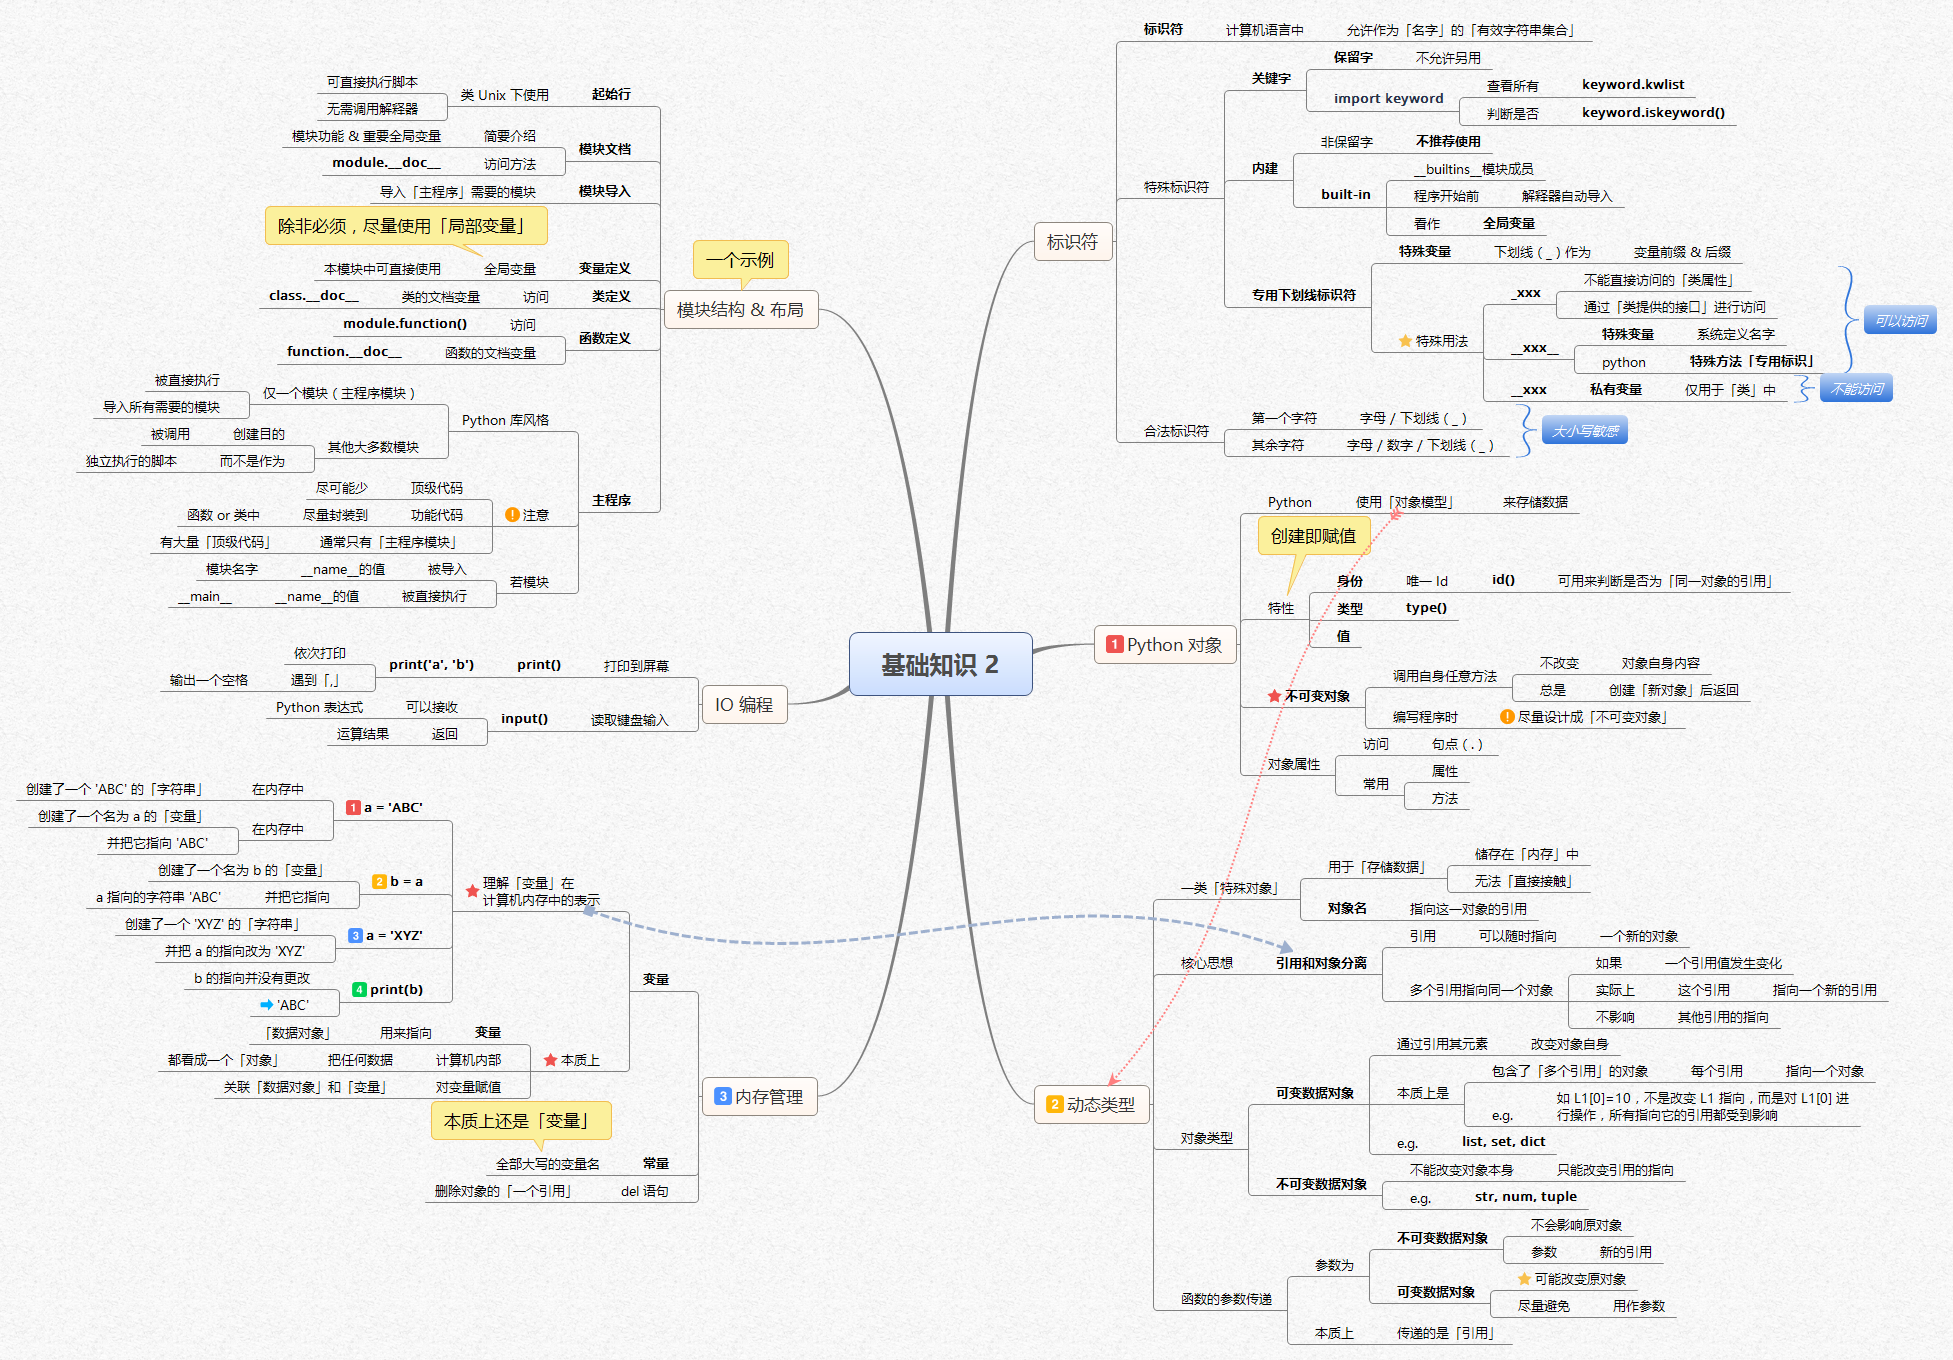 基础知识 2
标识符
标识符 计算机语言中 允许作为「名字」的「有效字符串集合」
特殊标识符
关键字
保留字 不允许另用
import keyword
查看所有 keyword.kwlist
判断是否 keyword.iskeyword()
内建
非保留字 不推荐使用
built-in
__builtins__模块成员
程序开始前 解释器自动导入
看作 全局变量
专用下划线标识符
特殊变量 下划线 ( _ ) 作为 变量前缀 & 后缀
特殊用法
_xxx
不能直接访问的「类属性」
通过「类提供的接口」进行访问
__xxx__
特殊变量 系统定义名字
python 特殊方法「专用标识」
可以访问
__xxx 私有变量 仅用于「类」中
不能访问
合法标识符
第一个字符 字母 / 下划线 ( _ )
其余字符 字母 / 数字 / 下划线 ( _ )
大小写敏感
1 Python 对象
Python 使用「对象模型」 来存储数据
创建即赋值
特性
身份 唯一 Id id() 可用来判断是否为「同一对象的引用」
类型 type()
值
不可变对象
调用自身任意方法
不改变 对象自身内容
总是 创建「新对象」后返回
编写程序时 尽量设计成「不可变对象」
对象属性
访问 句点 ( . )
常用
属性
方法
2 动态类型
一类「特殊对象」
用于「存储数据」
储存在「内存」中
无法「直接接触」
对象名 指向这一对象的引用
核心思想 引用和对象分离
引用 可以随时指向 一个新的对象
多个引用指向同一个对象
如果 一个引用值发生变化
实际上 这个引用 指向一个新的引用
不影响 其他引用的指向
对象类型
可变数据对象
通过引用其元素 改变对象自身
本质上是
包含了「多个引用」的对象 每个引用 指向一个对象
e.g.
如 L1[0]=10，不是改变 L1 指向，而是对 L1[0] 进
行操作，所有指向它的引用都受到影响
e.g. list, set, dict
不可变数据对象
不能改变对象本身 只能改变引用的指向
e.g. str, num, tuple
函数的参数传递
参数为
不可变数据对象
不会影响原对象
参数 新的引用
可变数据对象
可能改变原对象
尽量避免 用作参数
本质上 传递的是「引用」
一个示例
模块结构 & 布局
起始行
类 Unix 下使用
可直接执行脚本
无需调用解释器
模块文档
简要介绍 模块功能 & 重要全局变量
访问方法 module.__doc__
模块导入 导入「主程序」需要的模块
除非必须，尽量使用「局部变量」
变量定义 全局变量 本模块中可直接使用
类定义 访问 类的文档变量 class.__doc__
函数定义
访问 module.function()
函数的文档变量 function.__doc__
主程序
Python 库风格
仅一个模块（主程序模块）
被直接执行
导入所有需要的模块
其他大多数模块
创建目的 被调用
而不是作为 独立执行的脚本
注意
顶级代码 尽可能少
功能代码 尽量封装到 函数 or 类中
通常只有「主程序模块」 有大量「顶级代码」
若模块
被导入 __name__的值 模块名字
被直接执行 __name__的值 __main__
IO 编程
打印到屏幕 print() print('a', 'b')
依次打印
遇到「,」 输出一个空格
读取键盘输入 input()
可以接收 Python 表达式
返回 运算结果
3 内存管理
变量
理解「变量」在
计算机内存中的表示
1 a = 'ABC'
在内存中 创建了一个 'ABC' 的「字符串」
在内存中
创建了一个名为 a 的「变量」
并把它指向 'ABC'
2 b = a
创建了一个名为 b 的「变量」
并把它指向 a 指向的字符串 'ABC'
3 a = 'XYZ'
创建了一个 'XYZ' 的「字符串」
并把 a 的指向改为 'XYZ'
4 print(b)
b 的指向并没有更改
'ABC'
本质上
变量 用来指向 「数据对象」
计算机内部 把任何数据 都看成一个「对象」
对变量赋值 关联「数据对象」和「变量」
本质上还是「变量」
常量 全部大写的变量名
del 语句 删除对象的「一个引用」